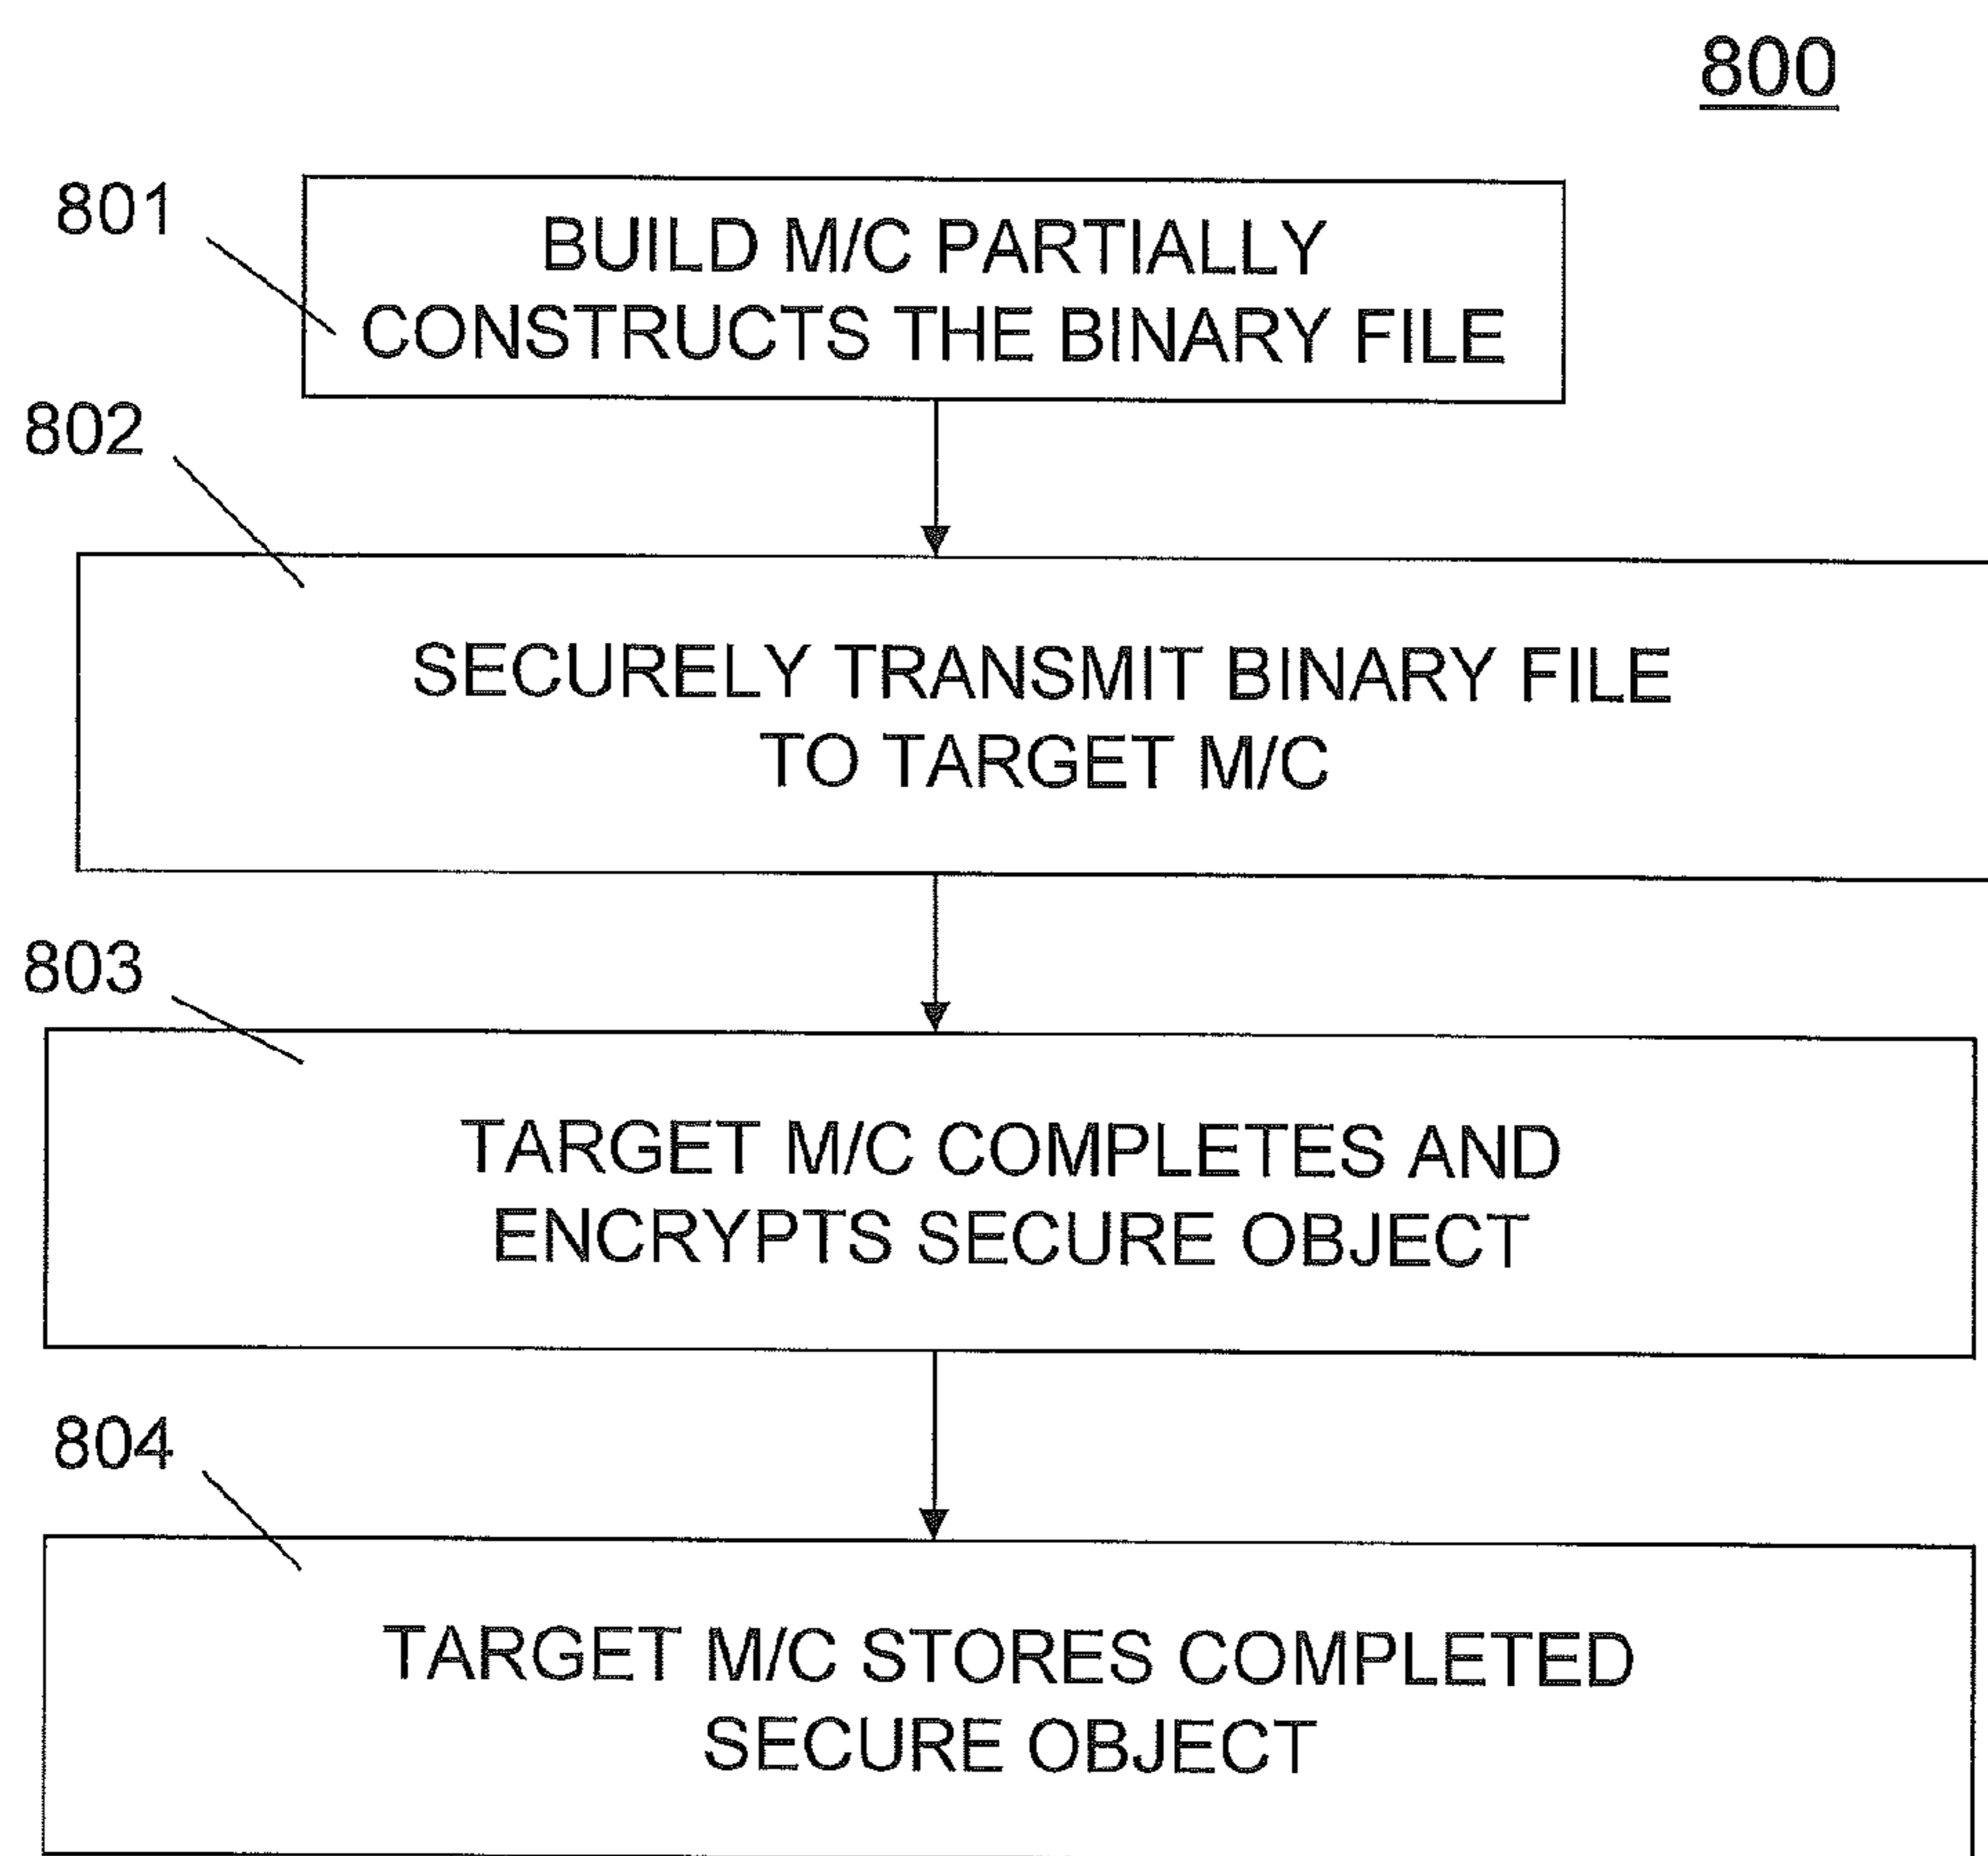 800
801
BUILD M/C PARTIALLY
CONSTRUCTS THE BINARY FILE
802
SECURELY TRANSMIT BINARY FILE
TO TARGET M/C
803
TARGET M/C COMPLETES AND
ENCRYPTS SECURE OBJECT
804
TARGET M/C STORES COMPLETED
SECURE OBJECT